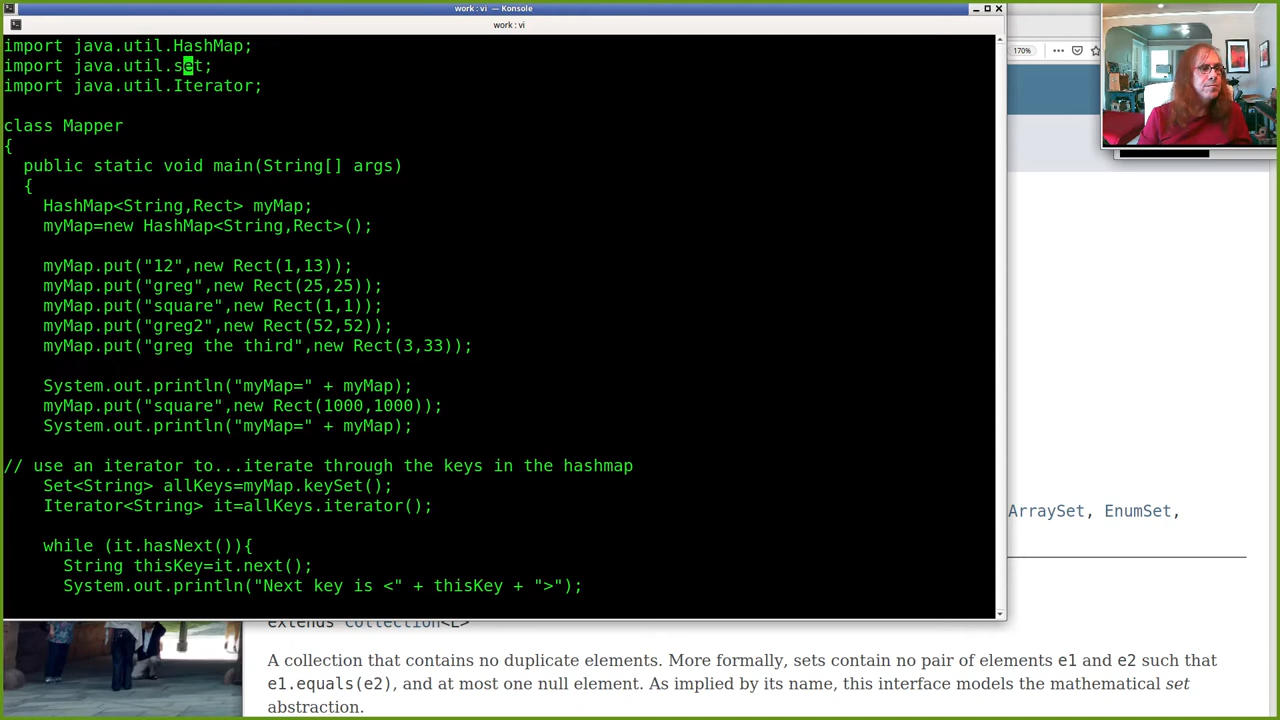 work : vi — Konsole
work : vi
import java.util.HashMap;
import java.util.set;
import java.util.Iterator;
class Mapper
{
public static void main(String[] args)
{
HashMap<String,Rect> myMap;
myMap=new HashMap<String,Rect>();
myMap.put("12",new Rect(1,13));
myMap.put("greg",new Rect(25,25));
myMap.put("square",new Rect(1,1));
myMap.put("greg2",new Rect(52,52));
myMap.put("greg the third",new Rect(3,33));
System.out.println("myMap=" + myMap);
myMap.put("square",new Rect(1000,1000));
System.out.println("myMap=" + myMap);
// use an iterator to...iterate through the keys in the hashmap
Set<String> allKeys=myMap.keySet();
Iterator<String> it=allKeys.iterator();
while (it.hasNext()){
String thisKey=it.next();
System.out.println("Next key is <" + thisKey + ">");
170%
ArraySet, EnumSet,
extends Collection<E>
A collection that contains no duplicate elements. More formally, sets contain no pair of elements e1 and e2 such that
e1.equals(e2), and at most one null element. As implied by its name, this interface models the mathematical set
abstraction.